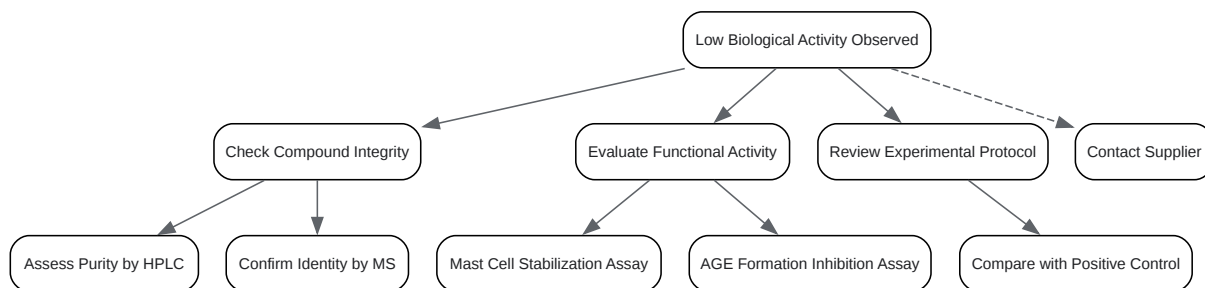 Low Biological Activity Observed
Check Compound Integrity
Evaluate Functional Activity
Review Experimental Protocol
Contact Supplier
Assess Purity by HPLC
Confirm Identity by MS
Mast Cell Stabilization Assay
AGE Formation Inhibition Assay
Compare with Positive Control